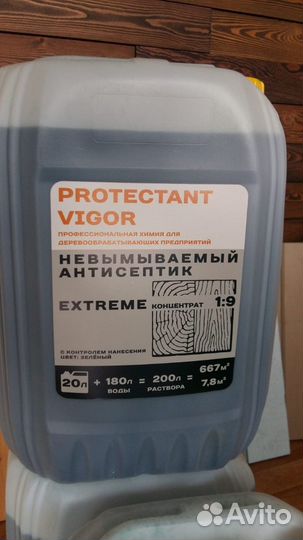 PROTECTANT
VIGOR
ПРОФЕССИОНАЛЬНАЯ ХИМИЯ ДЛЯ
ДЕРЕВООБРАБАТЫВАЮЩИХ ПРЕДПРИЯТИЙ
НЕВЫМЫВАЕМЫЙ
АНТИСЕПТИК
EXTREME КОНЦЕНТРАТ 1:9
С КОНТРОЛЕМ НАНЕСЕНИЯ
ЦВЕТ: ЗЕЛЁНЫЙ
20л + 180л = 200л = 667м²
ВОДЫ РАСТВОРА 7,8м³
Avito